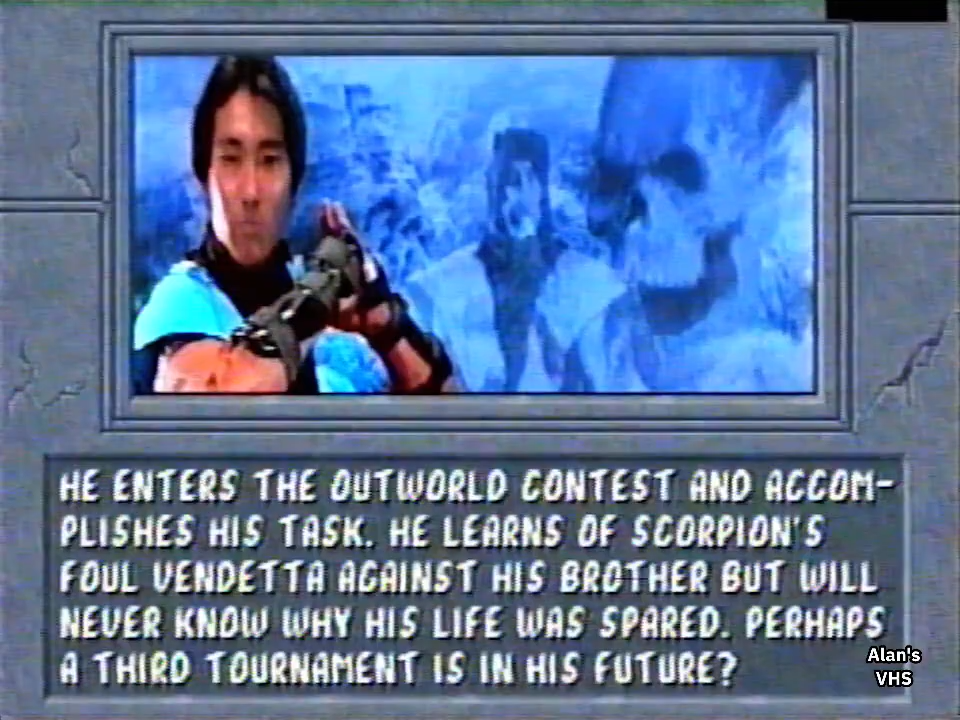 HE ENTERS THE OUTWORLD CONTEST AND ACCOM-
PLISHES HIS TASK. HE LEARNS OF SCORPION'S
FOUL VENDETTA AGAINST HIS BROTHER BUT WILL
NEVER KNOW WHY HIS LIFE WAS SPARED. PERHAPS
A THIRD TOURNAMENT IS IN HIS FUTURE?
Alan's
VHS